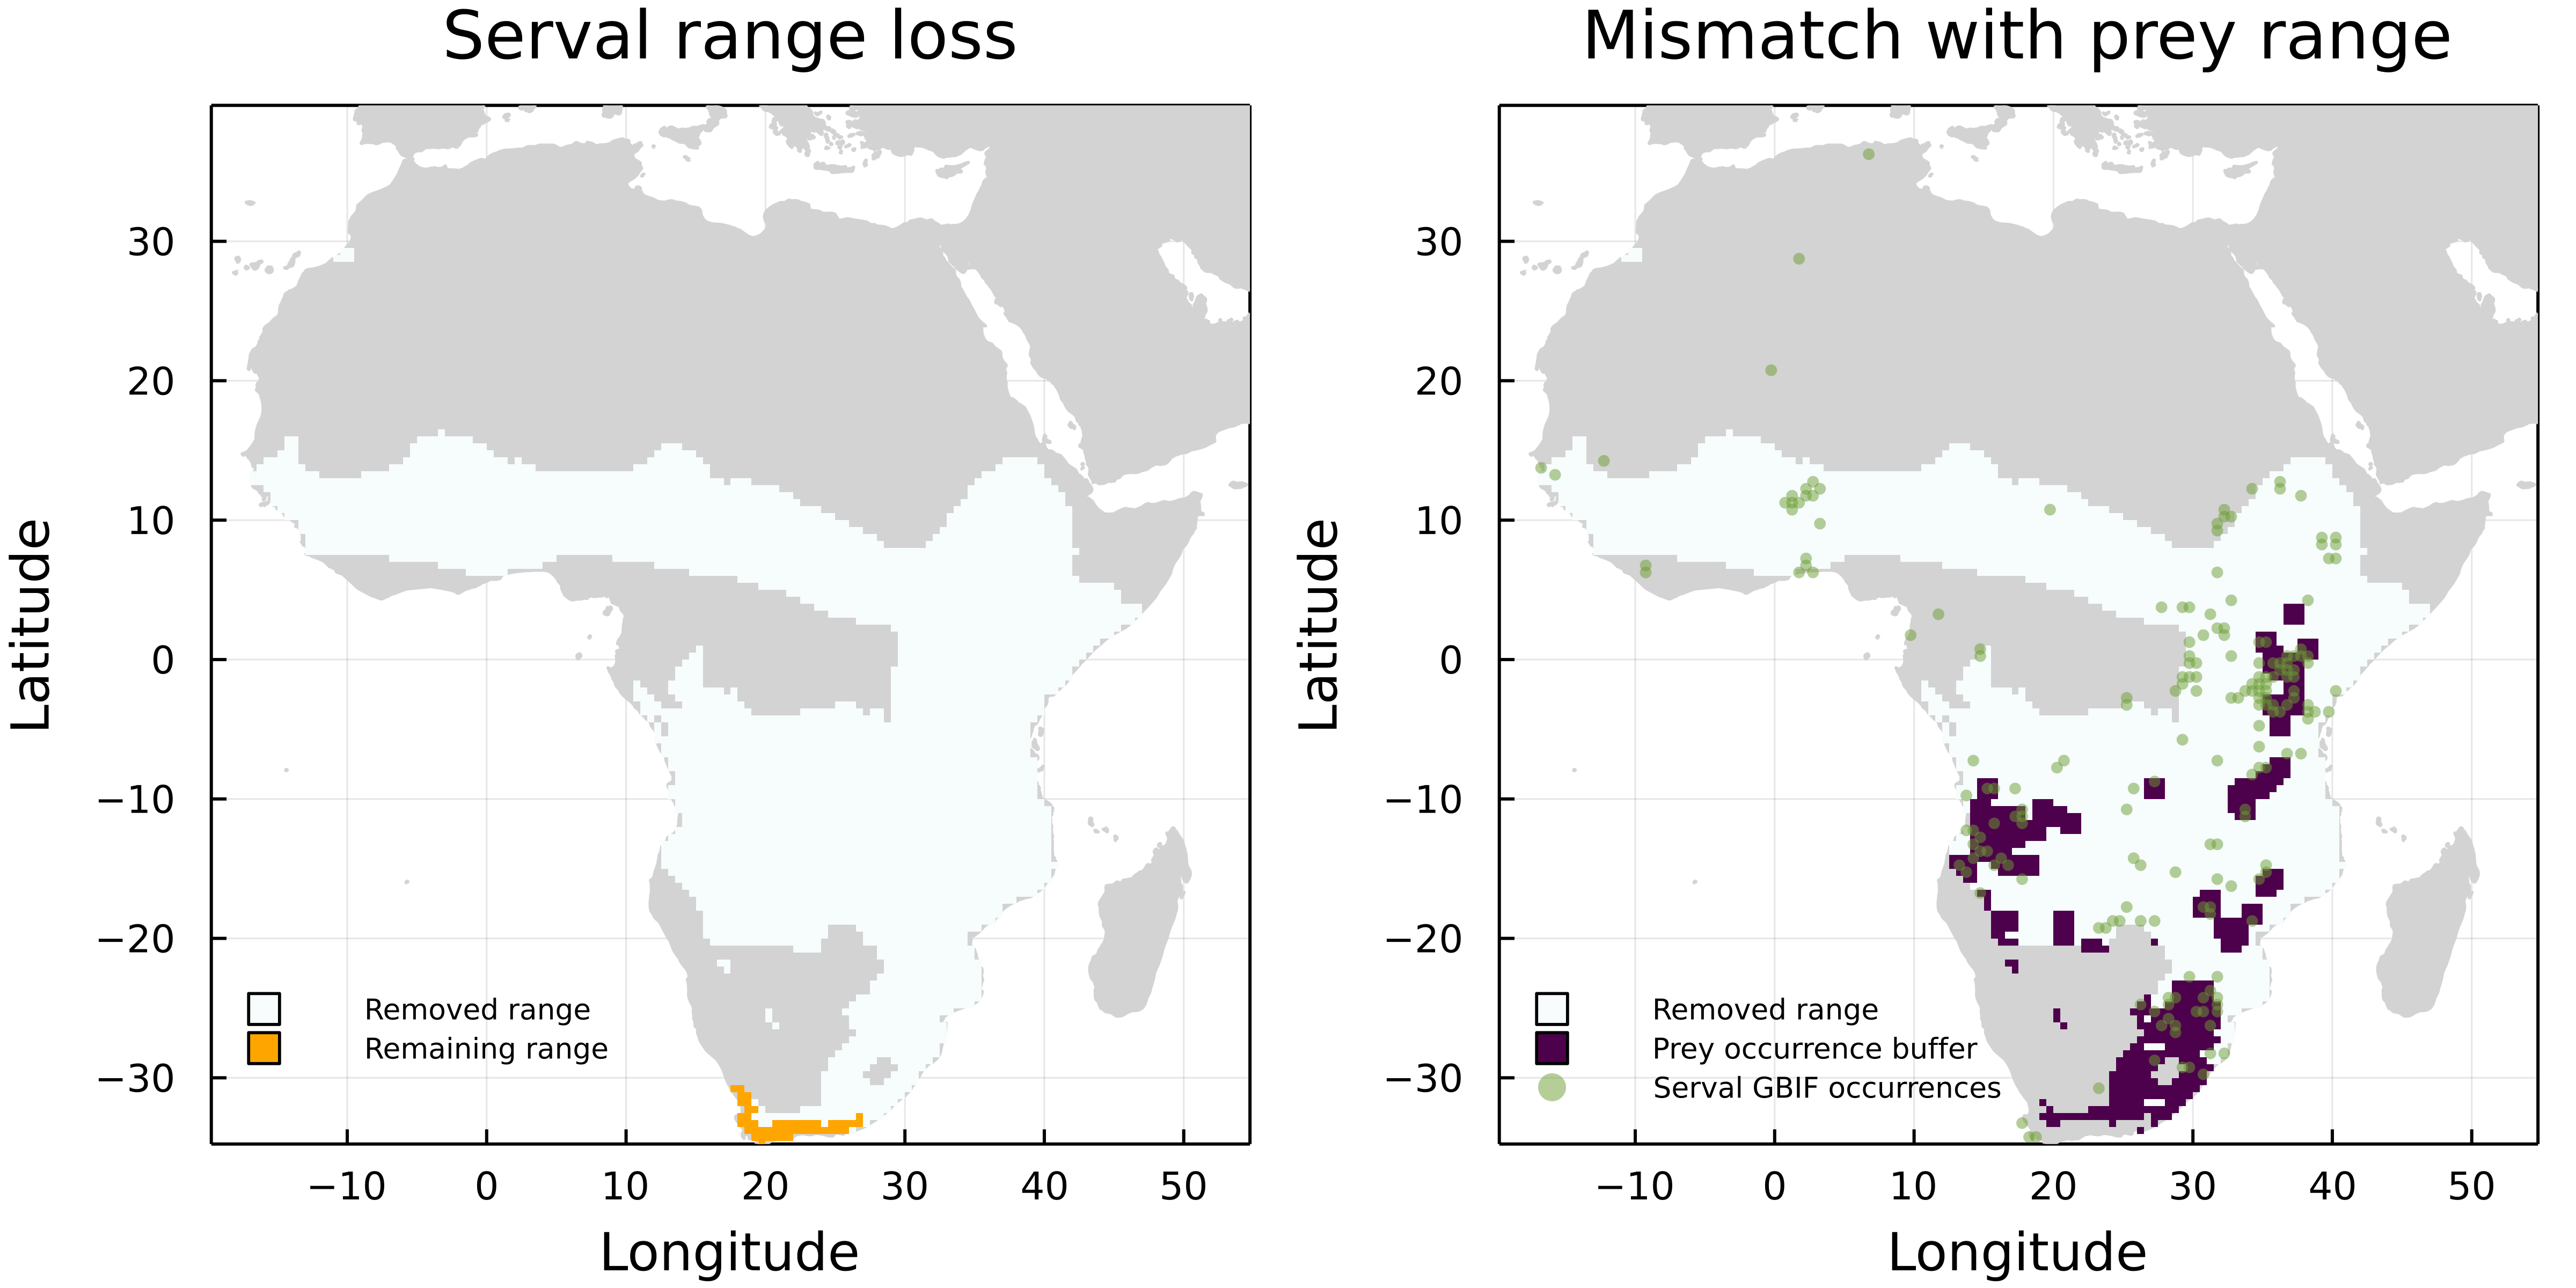 Serval range loss
Mismatch with prey range
Latitude
30
20
10
0
−10
−20
−30
Removed range
Remaining range
−10 0 10 20 30 40 50
Longitude
Latitude
30
20
10
0
−10
−20
−30
Removed range
Prey occurrence buffer
Serval GBIF occurrences
−10 0 10 20 30 40 50
Longitude